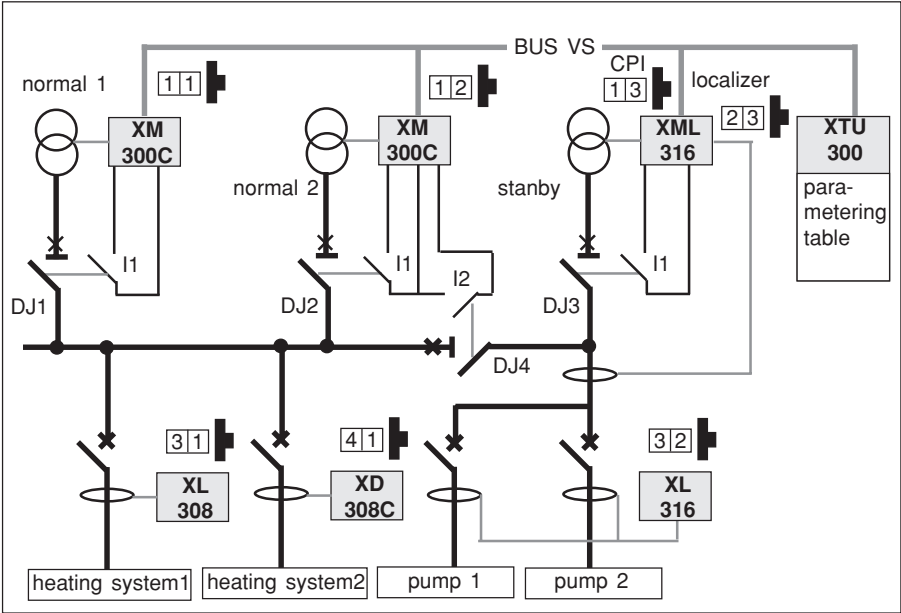 BUS VS
normal 1
1 1
1 2
CPI
1 3
localizer
2 3
XM
300C
XM
300C
XML
316
XTU
300
para-
metering
table
normal 2
stanby
I1
I1
I2
I1
DJ1
DJ2
DJ3
DJ4
3 1
4 1
3 2
XL
308
XD
308C
XL
316
heating system1
heating system2
pump 1
pump 2